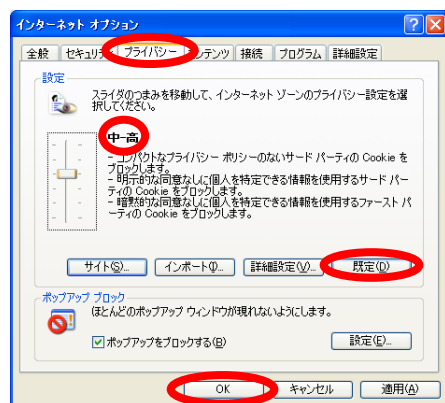 インターネット オプション
全般 セキュリティ プライバシー コンテンツ 接続 プログラム 詳細設定
設定
スライダのつまみを移動して、インターネット ゾーンのプライバシー設定を選
択してください。
中-高
- コンパクトなプライバシー ポリシーのないサード パーティの Cookie を
ブロックします。
- 明示的な同意なしに個人を特定できる情報を使用するサード パー
ティの Cookie をブロックします。
- 暗黙的な同意なしに個人を特定できる情報を使用するファースト パ
ーティの Cookie をブロックします。
サイト(S)... インポート(I)... 詳細設定(V)... 既定(D)
ポップアップ ブロック
ほとんどのポップアップ ウィンドウが現れないようにします。
ポップアップをブロックする(B) 設定(E)...
OK キャンセル 適用(A)